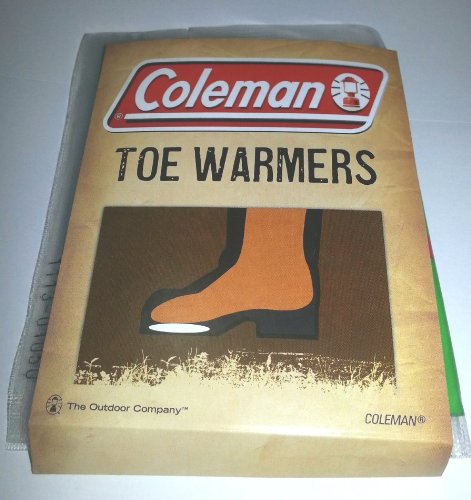 Coleman
®
TOE WARMERS
The Outdoor Company™
COLEMAN®